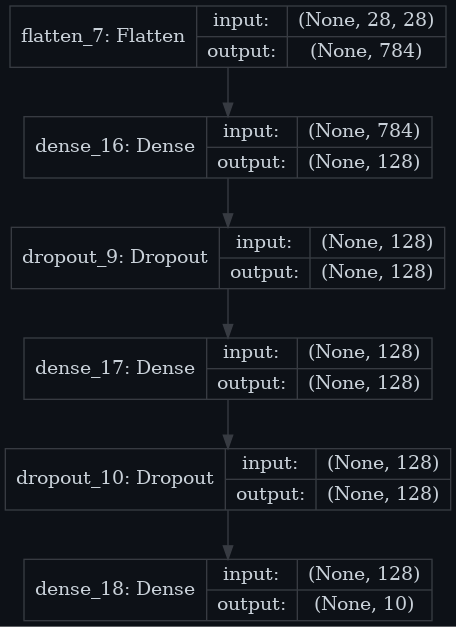 flatten_7: Flatten
input:
(None, 28, 28)
output:
(None, 784)
dense_16: Dense
input:
(None, 784)
output:
(None, 128)
dropout_9: Dropout
input:
(None, 128)
output:
(None, 128)
dense_17: Dense
input:
(None, 128)
output:
(None, 128)
dropout_10: Dropout
input:
(None, 128)
output:
(None, 128)
dense_18: Dense
input:
(None, 128)
output:
(None, 10)